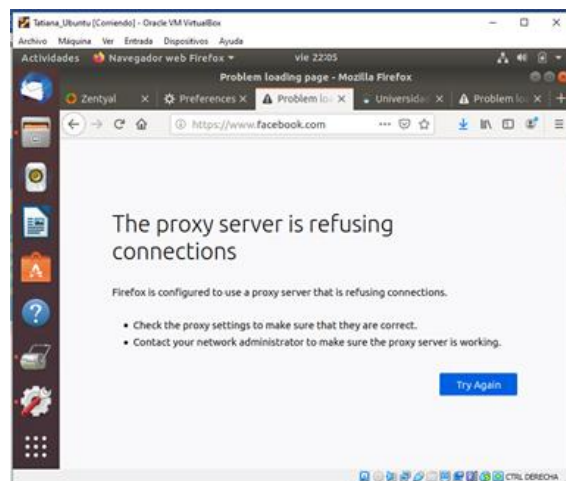 Tatiana_Ubuntu [Corriendo] - Oracle VM VirtualBox
Archivo Máquina Ver Entrada Dispositivos Ayuda
Actividades Navegador web Firefox vie 22:05
Problem loading page - Mozilla Firefox
Zentyal Preferences Problem lo Universida Problem lo
https://www.facebook.com
The proxy server is refusing
connections
Firefox is configured to use a proxy server that is refusing connections.
• Check the proxy settings to make sure that they are correct.
• Contact your network administrator to make sure the proxy server is working.
Try Again
CTRL DERECHA